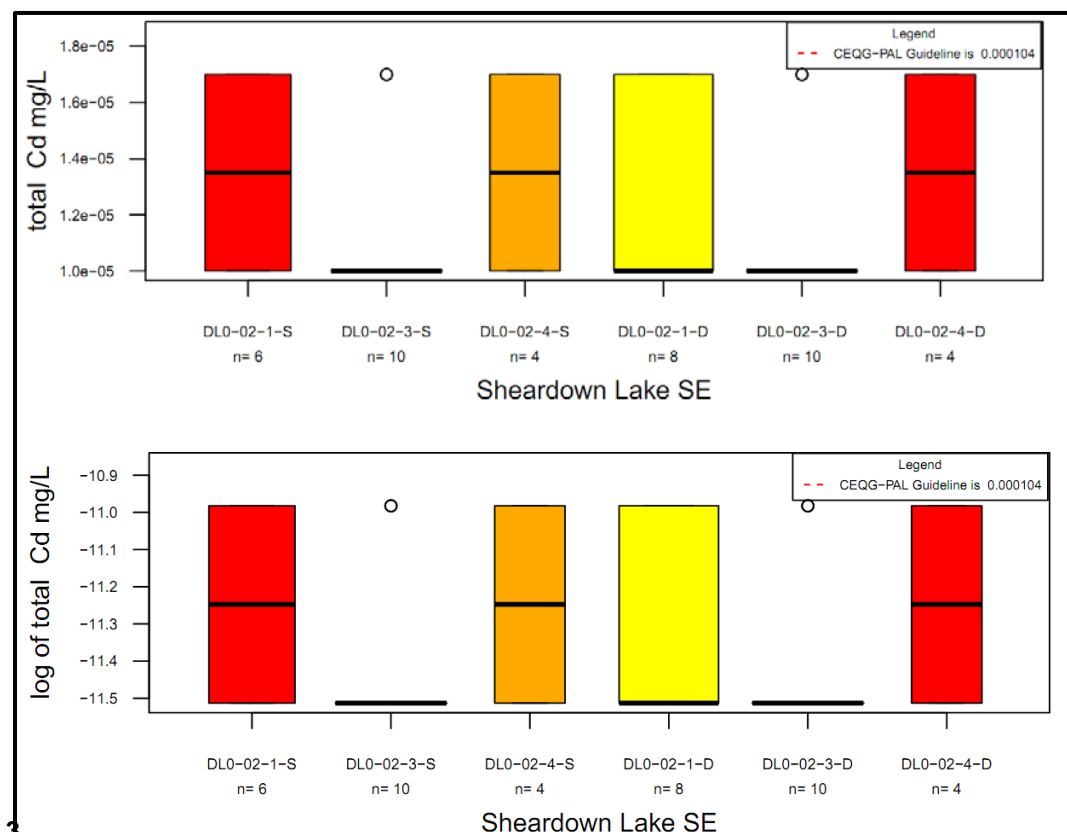 Legend
CEQG-PAL Guideline is 0.000104
total Cd mg/L
1.8e-05
1.6e-05
1.4e-05
1.2e-05
1.0e-05
DL0-02-1-S DL0-02-3-S DL0-02-4-S DL0-02-1-D DL0-02-3-D DL0-02-4-D
n= 6 n= 10 n= 4 n= 8 n= 10 n= 4
Sheardown Lake SE
Legend
CEQG-PAL Guideline is 0.000104
log of total Cd mg/L
-10.9
-11.0
-11.1
-11.2
-11.3
-11.4
-11.5
DL0-02-1-S DL0-02-3-S DL0-02-4-S DL0-02-1-D DL0-02-3-D DL0-02-4-D
n= 6 n= 10 n= 4 n= 8 n= 10 n= 4
Sheardown Lake SE